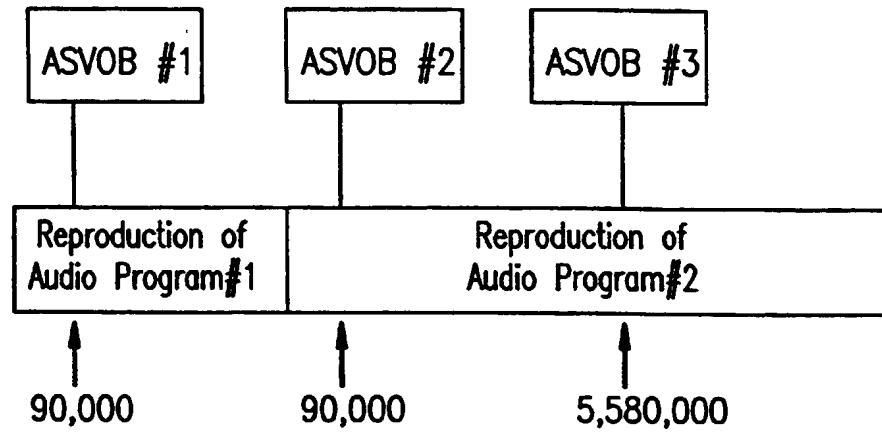 ASVOB #1
ASVOB #2
ASVOB #3
Reproduction of
Audio Program#1
Reproduction of
Audio Program#2
90,000
90,000
5,580,000